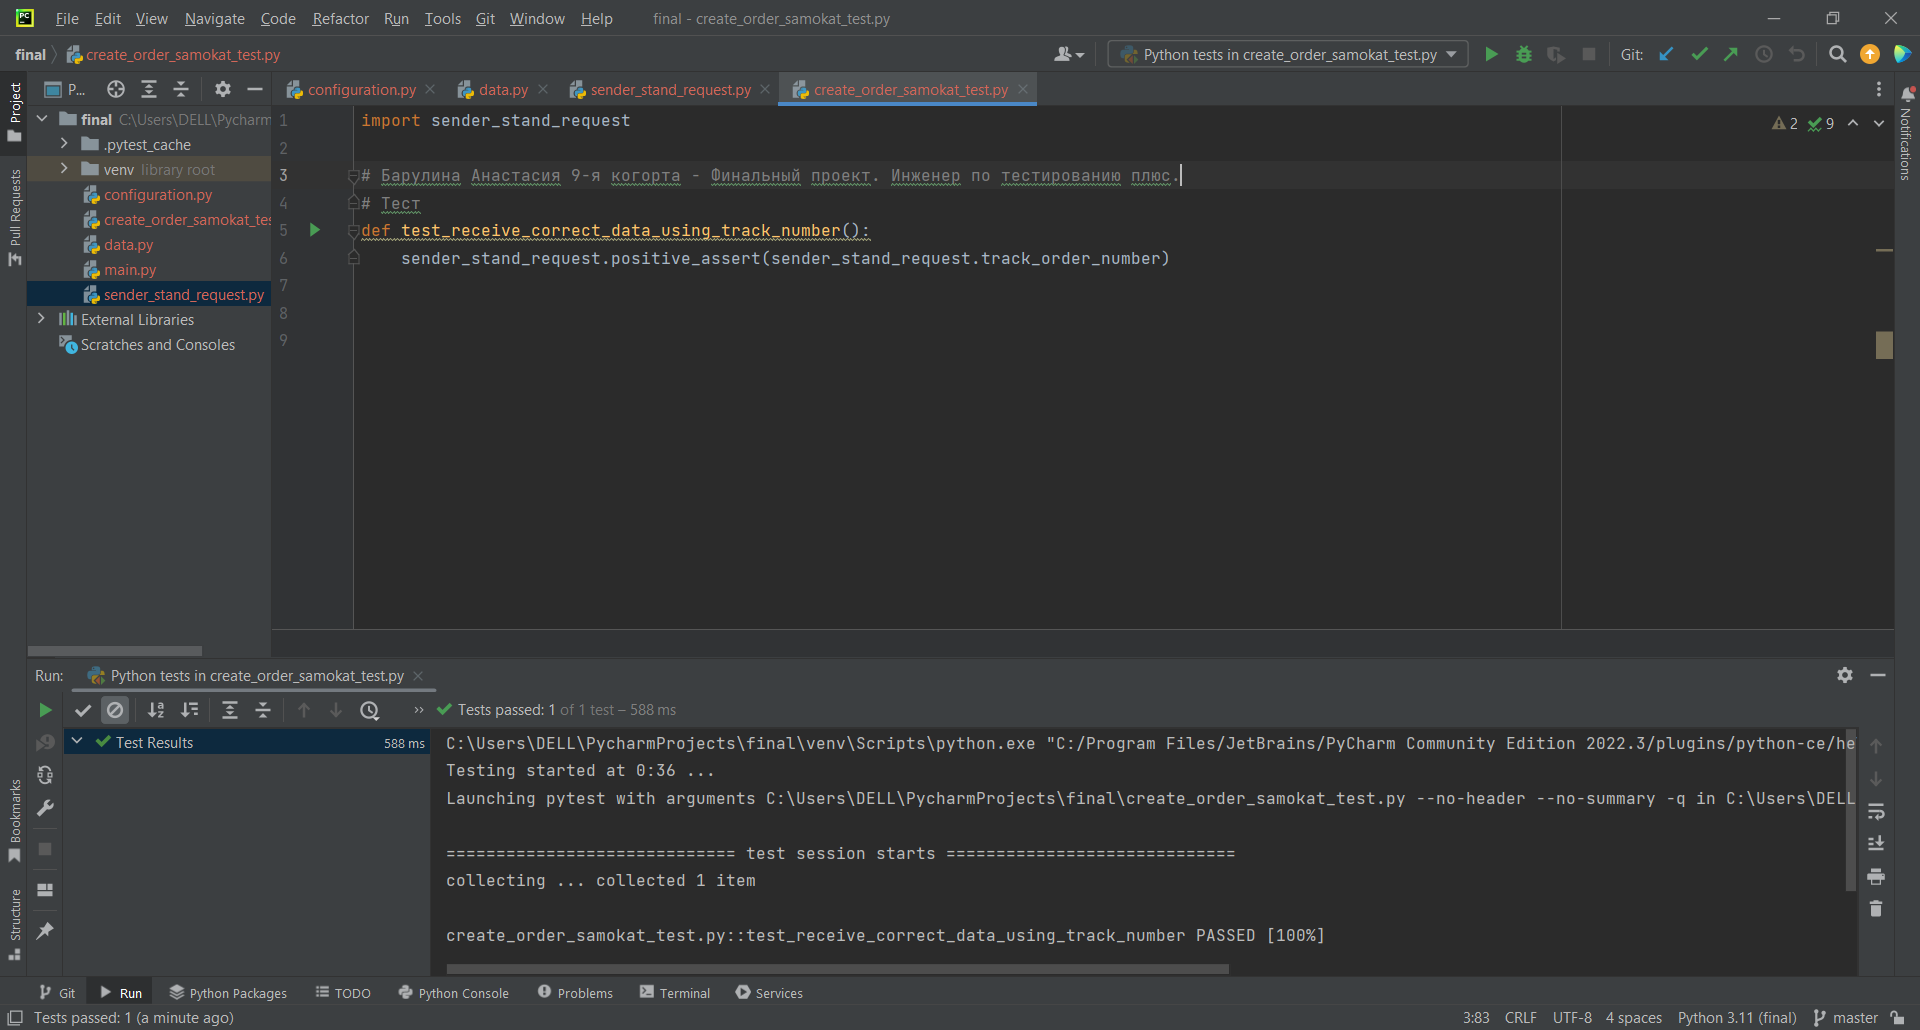 PC File Edit View Navigate Code Refactor Run Tools Git Window Help final - create_order_samokat_test.py
final create_order_samokat_test.py Python tests in create_order_samokat_test.py Git:
P... configuration.py data.py sender_stand_request.py create_order_samokat_test.py
Project
Pull Requests
Bookmarks
Structure
Notifications
final C:\Users\DELL\Pycharm
.pytest_cache
venv library root
configuration.py
create_order_samokat_tes
data.py
main.py
sender_stand_request.py
External Libraries
Scratches and Consoles
2 9
1 import sender_stand_request
2
3 # Барулина Анастасия 9-я когорта - Финальный проект. Инженер по тестированию плюс.
4 # Тест
5 def test_receive_correct_data_using_track_number():
6 sender_stand_request.positive_assert(sender_stand_request.track_order_number)
7
8
9
Run: Python tests in create_order_samokat_test.py
Tests passed: 1 of 1 test – 588 ms
Test Results 588 ms
C:\Users\DELL\PycharmProjects\final\venv\Scripts\python.exe "C:/Program Files/JetBrains/PyCharm Community Edition 2022.3/plugins/python-ce/he
Testing started at 0:36 ...
Launching pytest with arguments C:\Users\DELL\PycharmProjects\final\create_order_samokat_test.py --no-header --no-summary -q in C:\Users\DELL
============================= test session starts =============================
collecting ... collected 1 item
create_order_samokat_test.py::test_receive_correct_data_using_track_number PASSED [100%]
Git Run Python Packages TODO Python Console Problems Terminal Services
Tests passed: 1 (a minute ago) 3:83 CRLF UTF-8 4 spaces Python 3.11 (final) master